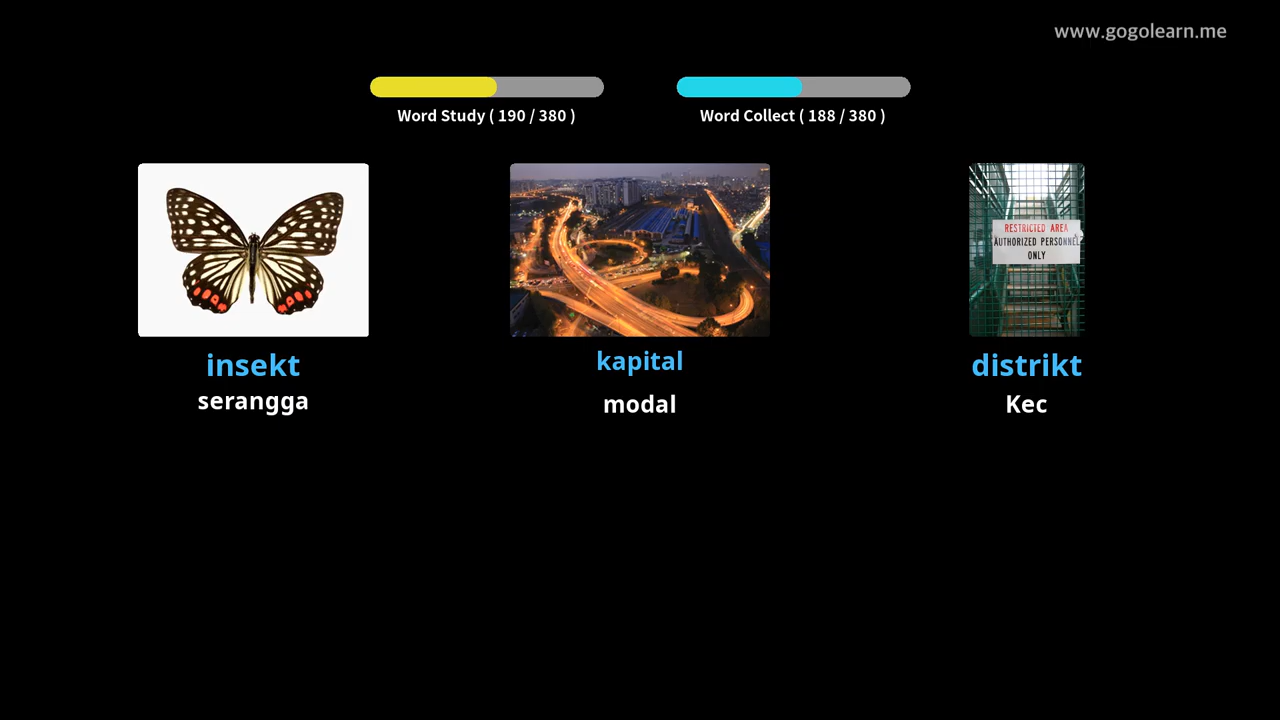 www.gogolearn.me
Word Study ( 190 / 380 )
Word Collect ( 188 / 380 )
RESTRICTED AREA
AUTHORIZED PERSONNEL
ONLY
insekt
serangga
kapital
modal
distrikt
Kec